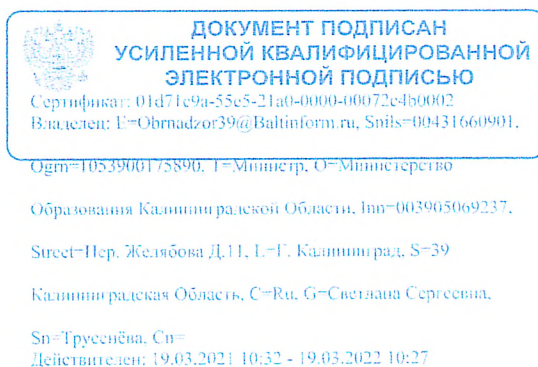 ДОКУМЕНТ ПОДПИСАН
УСИЛЕННОЙ КВАЛИФИЦИРОВАННОЙ
ЭЛЕКТРОННОЙ ПОДПИСЬЮ
Сертификат: 01d71c9a-55c5-21a0-0000-00072c4b0002
Владелец: E=Obrnadzor39@Baltinform.ru, Snils=00431660901,
Ogrn=1053900175890, T=Министр, O=Министерство
Образования Калининградской Области, Inn=003905069237,
Street=Пер. Желябова Д.11, L=Г. Калининград, S=39
Калининградская Область, C=Ru, G=Светлана Сергеевна,
Sn=Трусенёва, Cn=
Действителен: 19.03.2021 10:32 - 19.03.2022 10:27